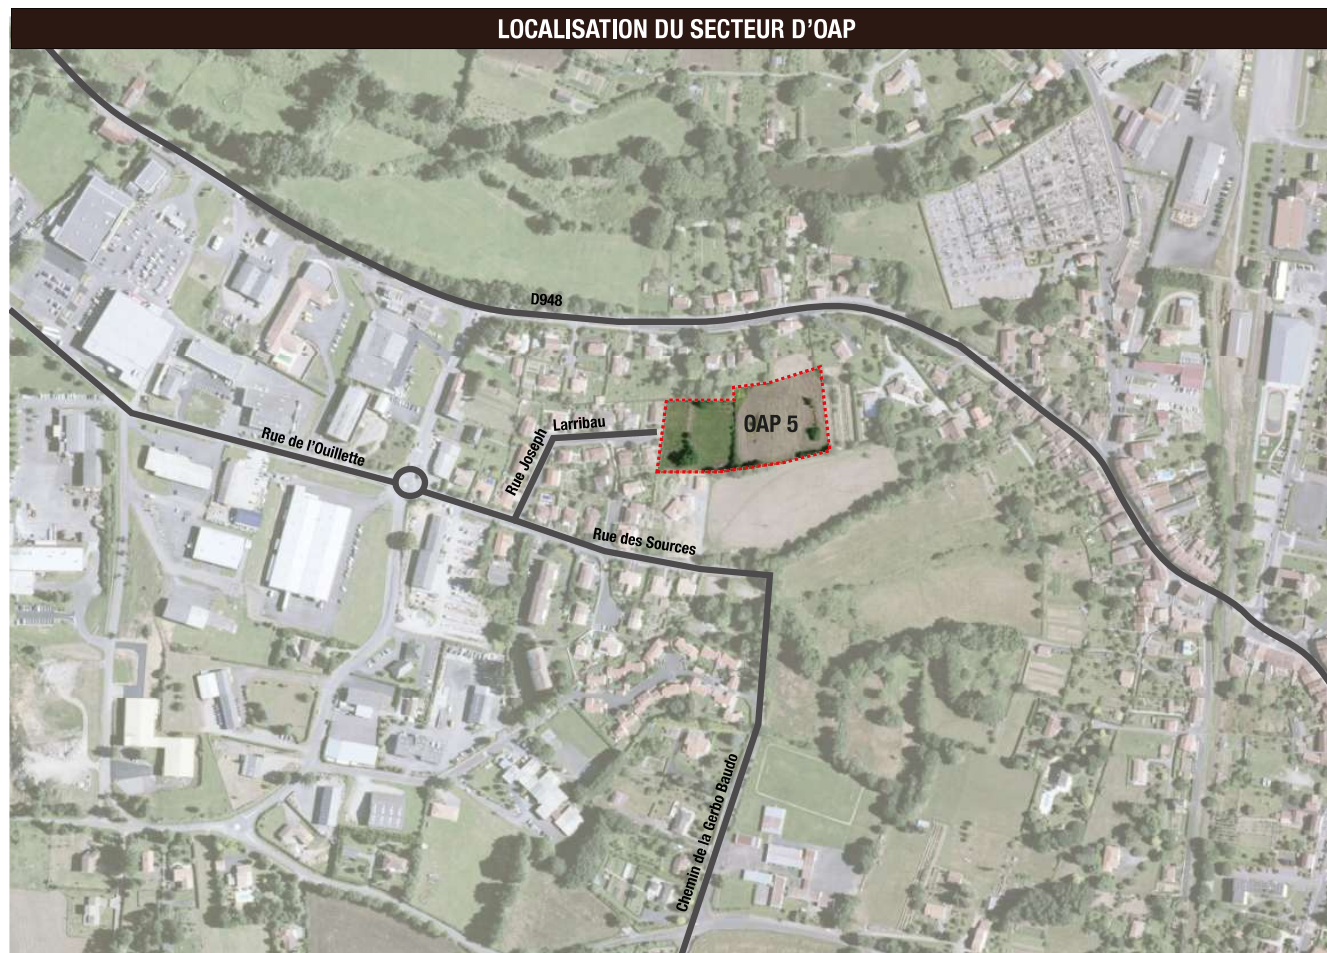 LOCALISATION DU SECTEUR D'OAP
D948
Larribau
OAP 5
Rue Joseph
Rue de l'Ouillette
Rue des Sources
Chemin de la Gerbo Baudo